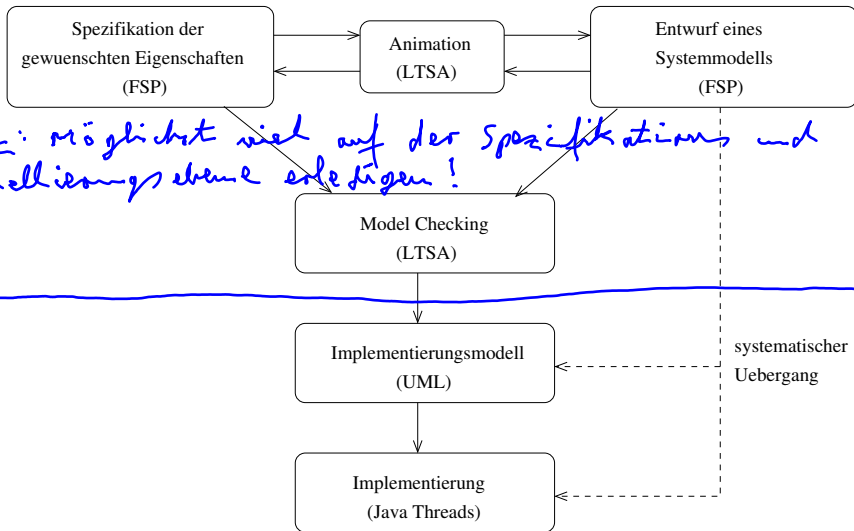 Spezifikation der
gewuenschten Eigenschaften
(FSP)
Animation
(LTSA)
Entwurf eines
Systemmodells
(FSP)
: möglichst viel auf der Spezifikations und
ellierungsebene erledigen!
Model Checking
(LTSA)
Implementierungsmodell
(UML)
systematischer
Uebergang
Implementierung
(Java Threads)